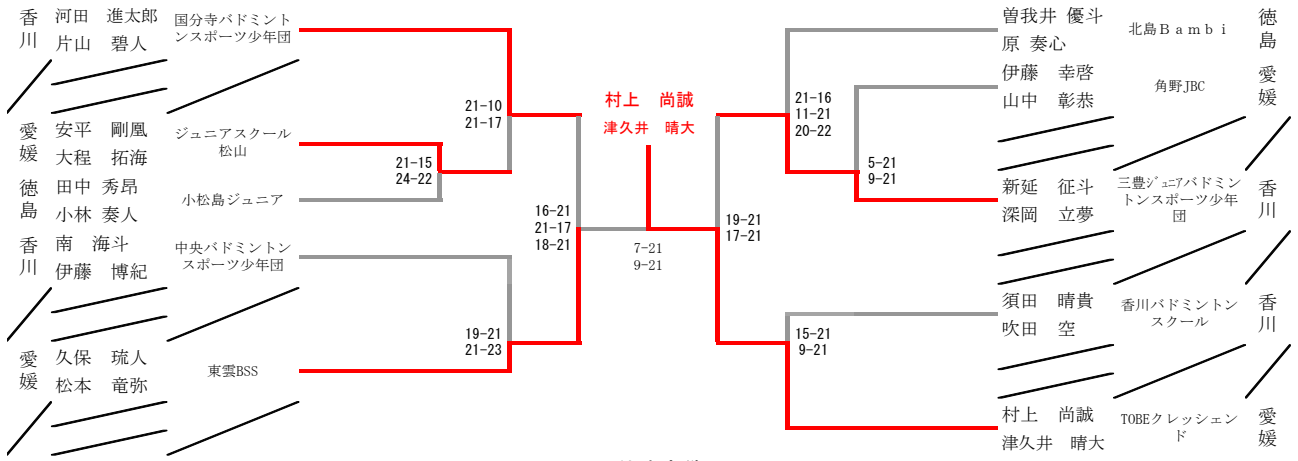 香川
河田　進太郎
片山　碧人
国分寺バドミント
ンスポーツ少年団
愛媛
安平　剛凰
大程　拓海
ジュニアスクール
松山
徳島
田中 秀昂
小林 奏人
小松島ジュニア
香川
南　海斗
伊藤　博紀
中央バドミントン
スポーツ少年団
愛媛
久保　琉人
松本　竜弥
東雲BSS
21-10
21-17
21-15
24-22
19-21
21-23
16-21
21-17
18-21
村上　尚誠
津久井　晴大
7-21
9-21
19-21
17-21
21-16
11-21
20-22
5-21
9-21
15-21
9-21
曽我井 優斗
原 奏心
北島Ｂａｍｂｉ
徳島
伊藤　幸啓
山中　彰恭
角野JBC
愛媛
新延　征斗
深岡　立夢
三豊ｼﾞｭﾆｱバドミン
トンスポーツ少年
団
香川
須田　晴貴
吹田　空
香川バドミントン
スクール
香川
村上　尚誠
津久井　晴大
TOBEクレッシェン
ド
愛媛